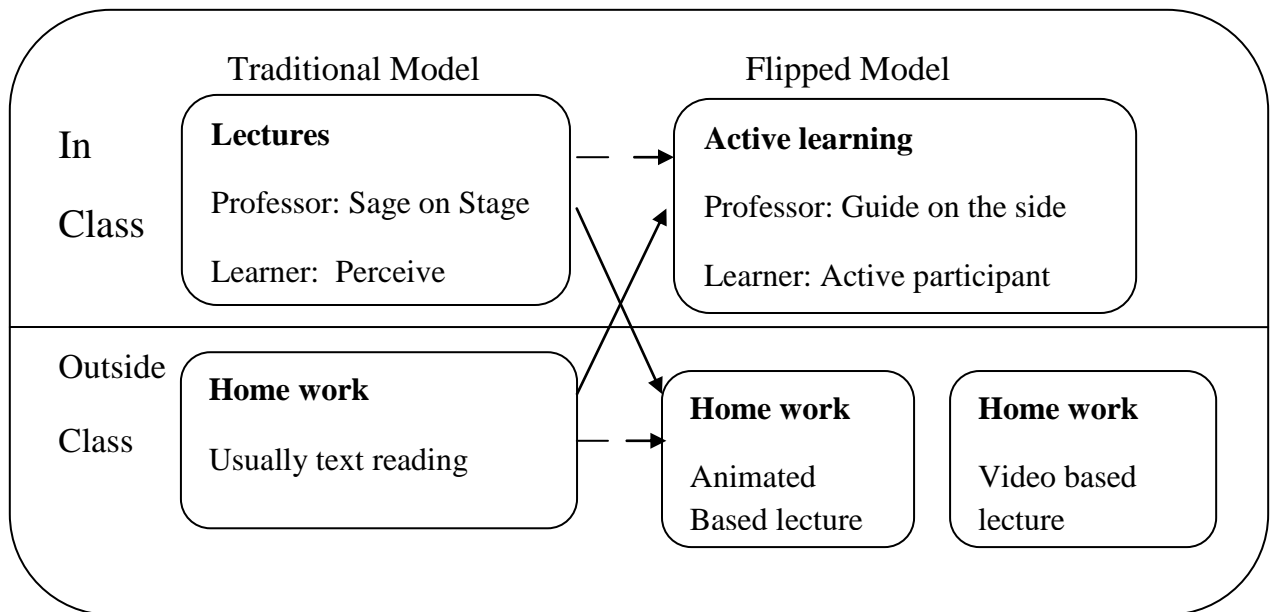 Traditional Model
Flipped Model
In
Class
Lectures
Professor: Sage on Stage
Learner: Perceive
Active learning
Professor: Guide on the side
Learner: Active participant
Outside
Class
Home work
Usually text reading
Home work
Animated
Based lecture
Home work
Video based
lecture